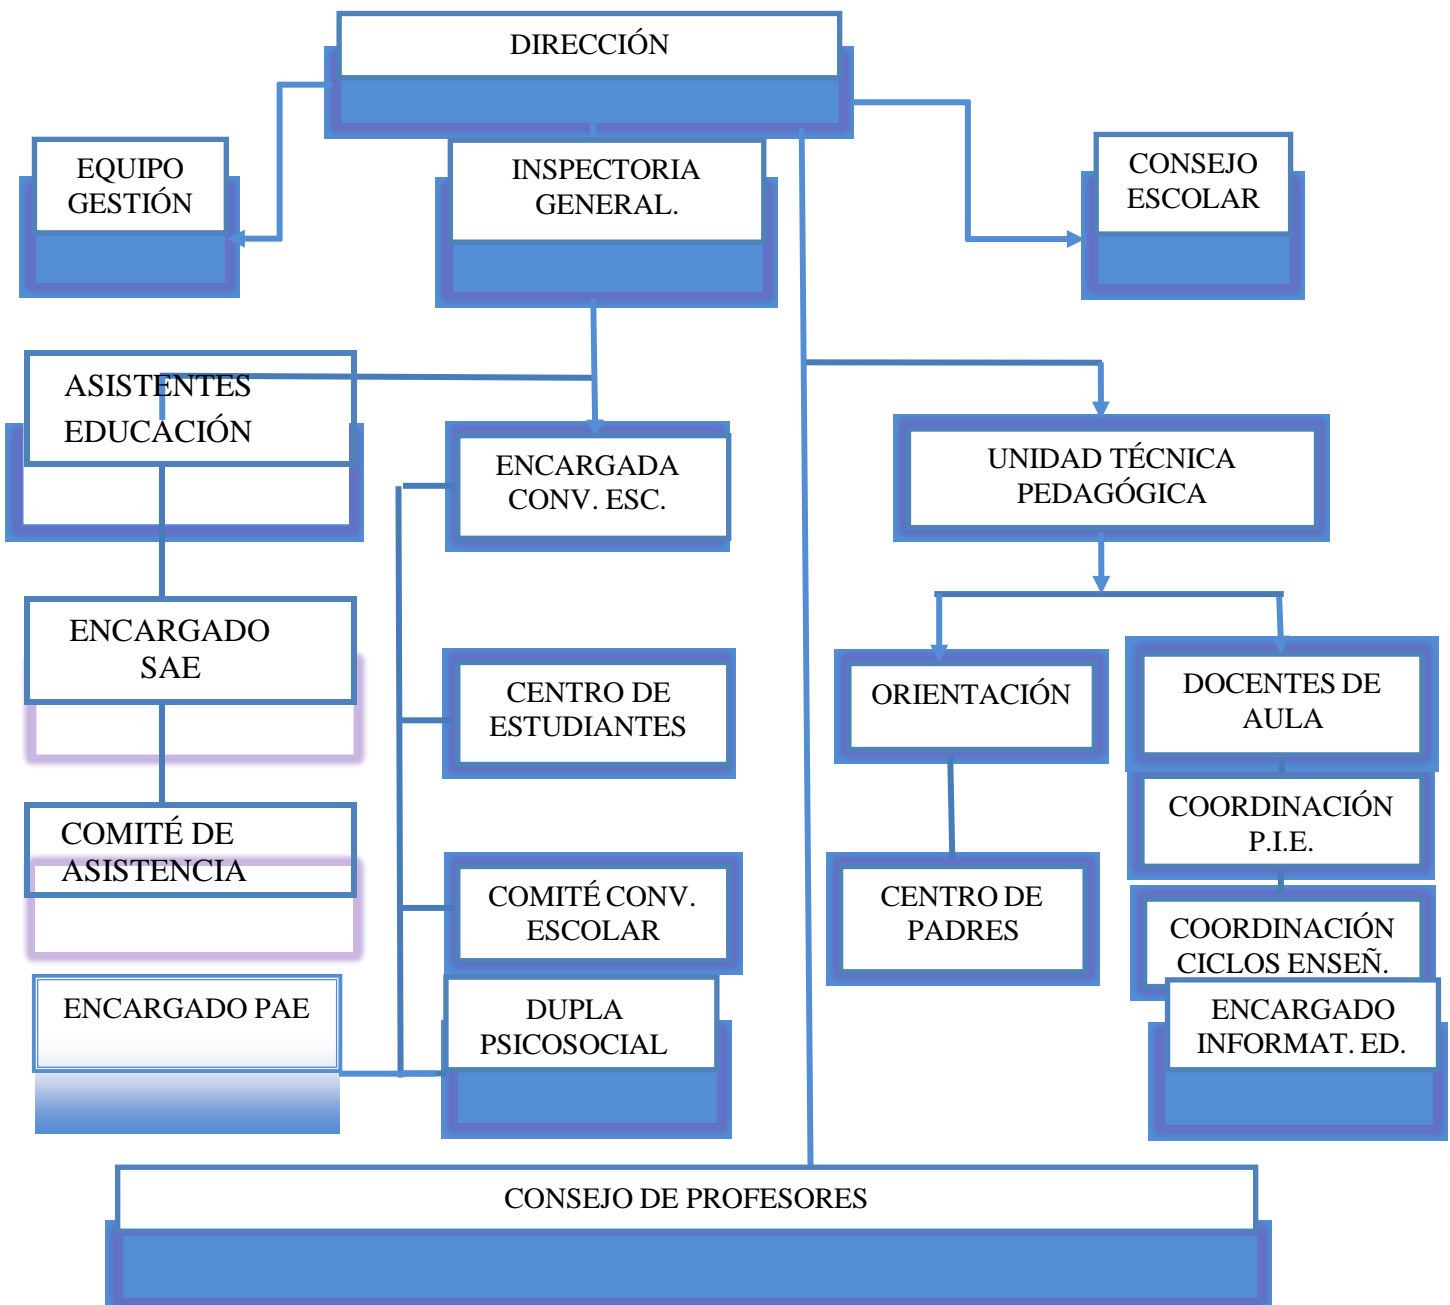 DIRECCIÓN
EQUIPO
GESTIÓN
INSPECTORIA
GENERAL.
CONSEJO
ESCOLAR
ASISTENTES
EDUCACIÓN
ENCARGADA
CONV. ESC.
UNIDAD TÉCNICA
PEDAGÓGICA
ENCARGADO
SAE
CENTRO DE
ESTUDIANTES
ORIENTACIÓN
DOCENTES DE
AULA
COORDINACIÓN
P.I.E.
COMITÉ DE
ASISTENCIA
COMITÉ CONV.
ESCOLAR
CENTRO DE
PADRES
COORDINACIÓN
CICLOS ENSEÑ.
ENCARGADO PAE
DUPLA
PSICOSOCIAL
ENCARGADO
INFORMAT. ED.
CONSEJO DE PROFESORES